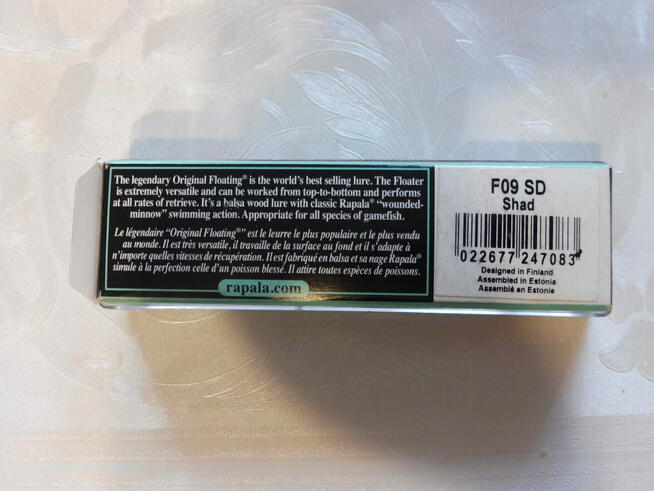 The legendary Original Floating® is the world's best selling lure. The Floater
is extremely versatile and can be worked from top-to-bottom and performs
at all rates of retrieve. It's a balsa wood lure with classic Rapala® "wounded-
minnow" swimming action. Appropriate for all species of gamefish.
Le légendaire "Original Floating®" est le leurre le plus populaire et le plus vendu
au monde. Il est très versatile, il travaille de la surface au fond et il s'adapte à
n'importe quelles vitesses de récupération. Il est fabriqué en balsa et sa nage Rapala®
simule à la perfection celle d'un poisson blessé. Il attire toutes espèces de poissons.
rapala.com
F09 SD
Shad
022677 247083
Designed in Finland
Assembled in Estonia
Assemblé en Estonie